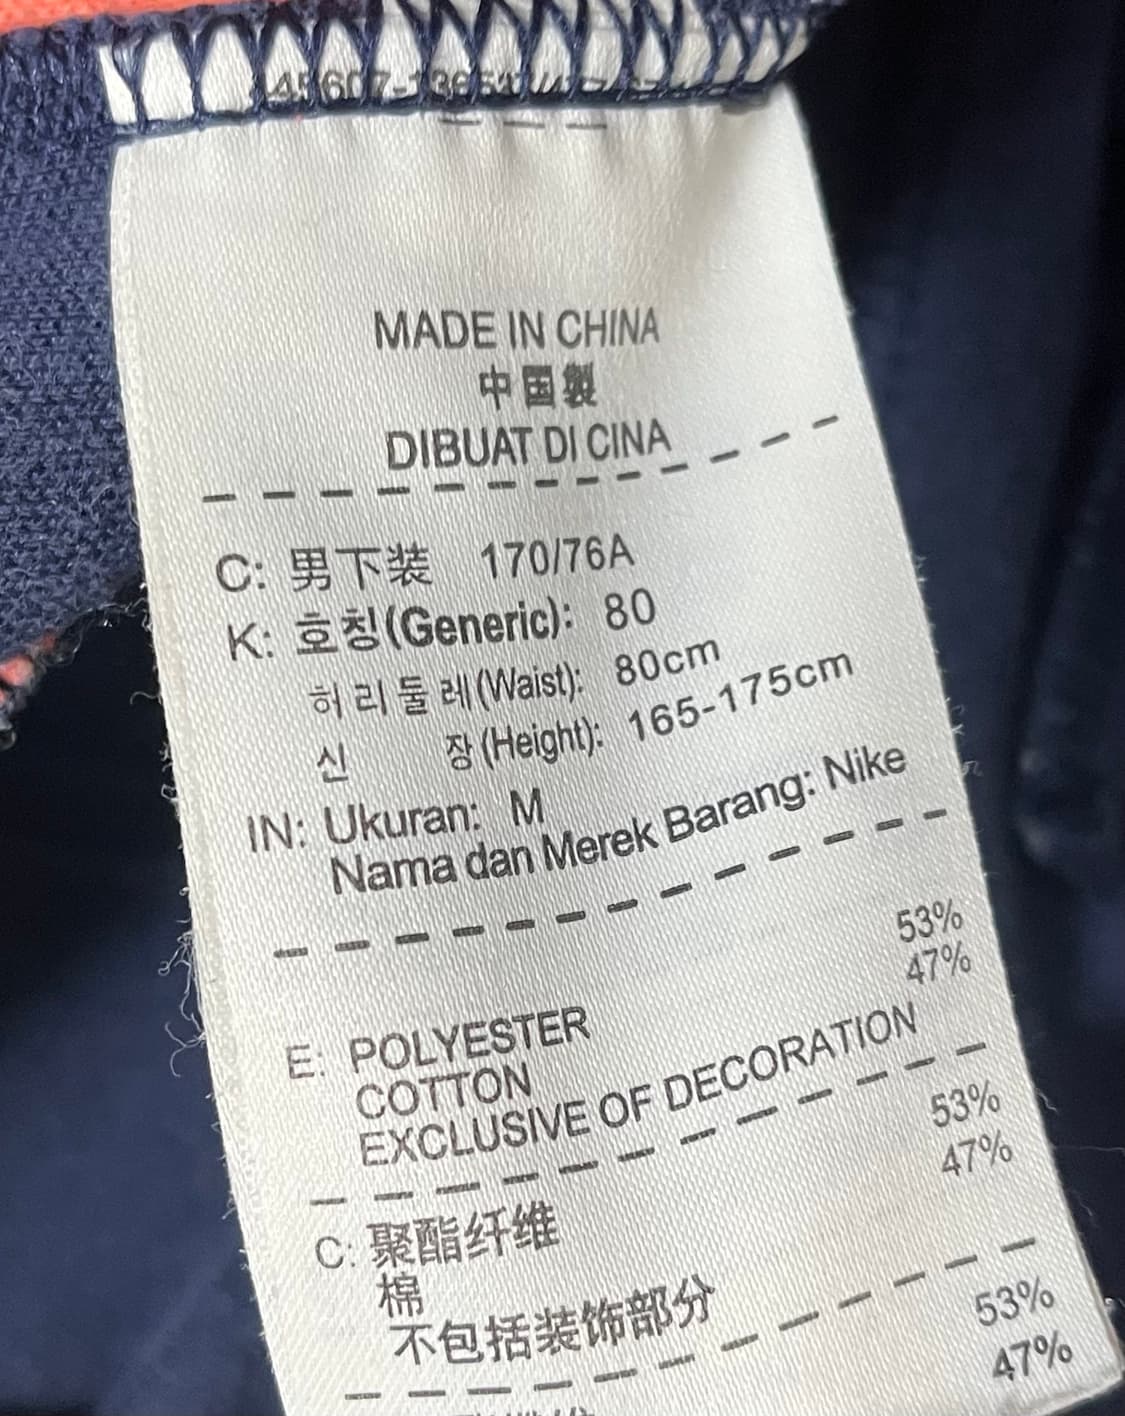 MADE IN CHINA
中国製
DIBUAT DI CINA
C: 男下装 170/76A
K: 호칭(Generic): 80
허리둘레(Waist): 80cm
신 장(Height): 165-175cm
IN: Ukuran: M
Nama dan Merek Barang: Nike
E: POLYESTER 53%
COTTON 47%
EXCLUSIVE OF DECORATION
C: 聚酯纤维 53%
棉 47%
不包括装饰部分
53%
47%